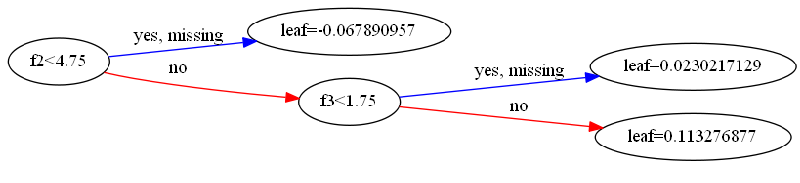 leaf=-0.067890957
yes, missing
f2<4.75
no
yes, missing
leaf=0.0230217129
f3<1.75
no
leaf=0.113276877